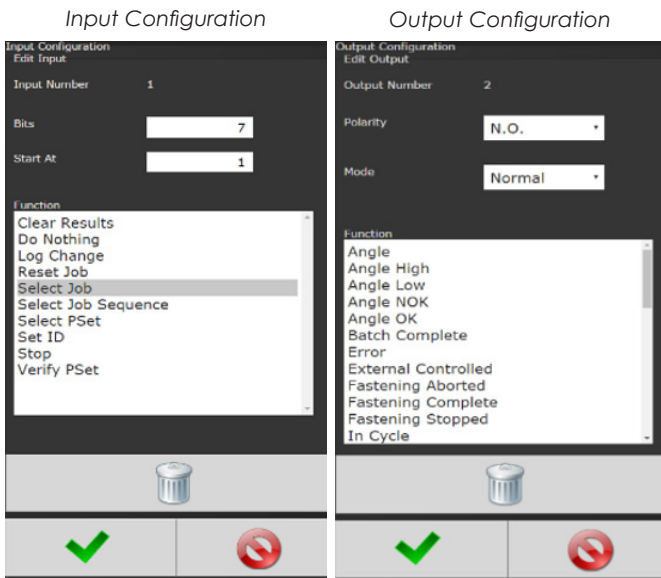 Input Configuration
Input Configuration
Edit Input
Input Number 1
Bits 7
Start At 1
Function
Clear Results
Do Nothing
Log Change
Reset Job
Select Job
Select Job Sequence
Select PSet
Set ID
Stop
Verify PSet
Output Configuration
Output Configuration
Edit Output
Output Number 2
Polarity N.O.
Mode Normal
Function
Angle
Angle High
Angle Low
Angle NOK
Angle OK
Batch Complete
Error
External Controlled
Fastening Aborted
Fastening Complete
Fastening Stopped
In Cycle